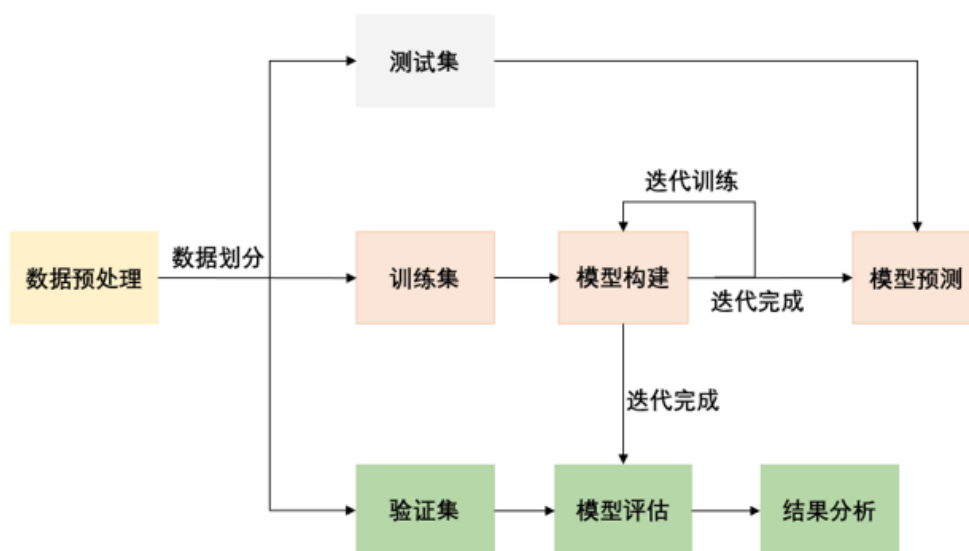 测试集
迭代训练
数据预处理
数据划分
训练集
模型构建
迭代完成
模型预测
迭代完成
验证集
模型评估
结果分析